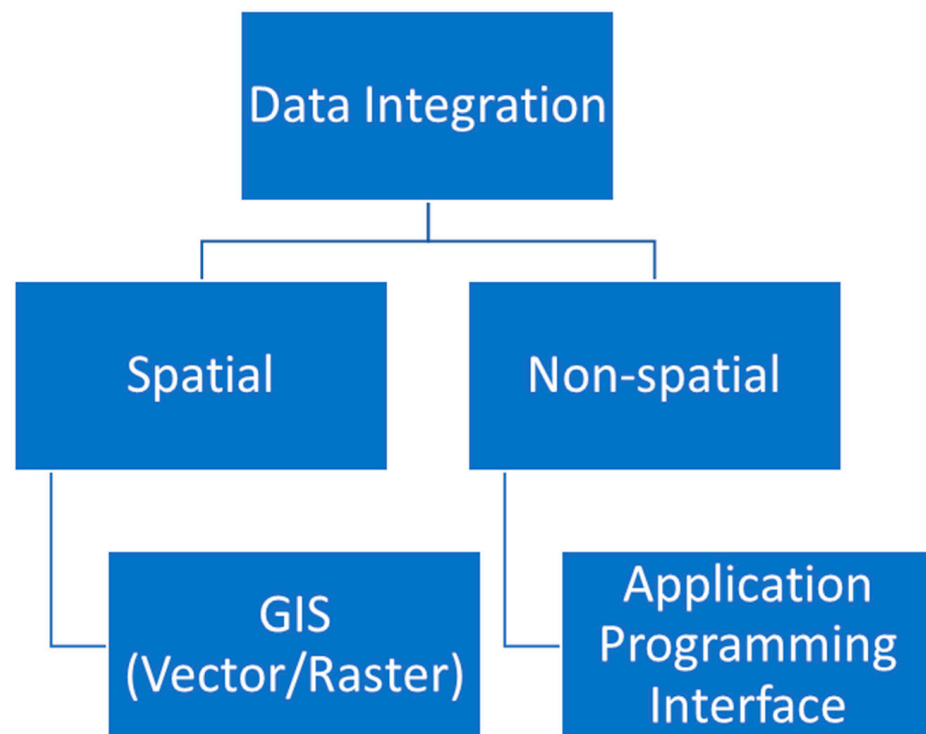 Data Integration
Spatial
Non-spatial
GIS
(Vector/Raster)
Application
Programming
Interface